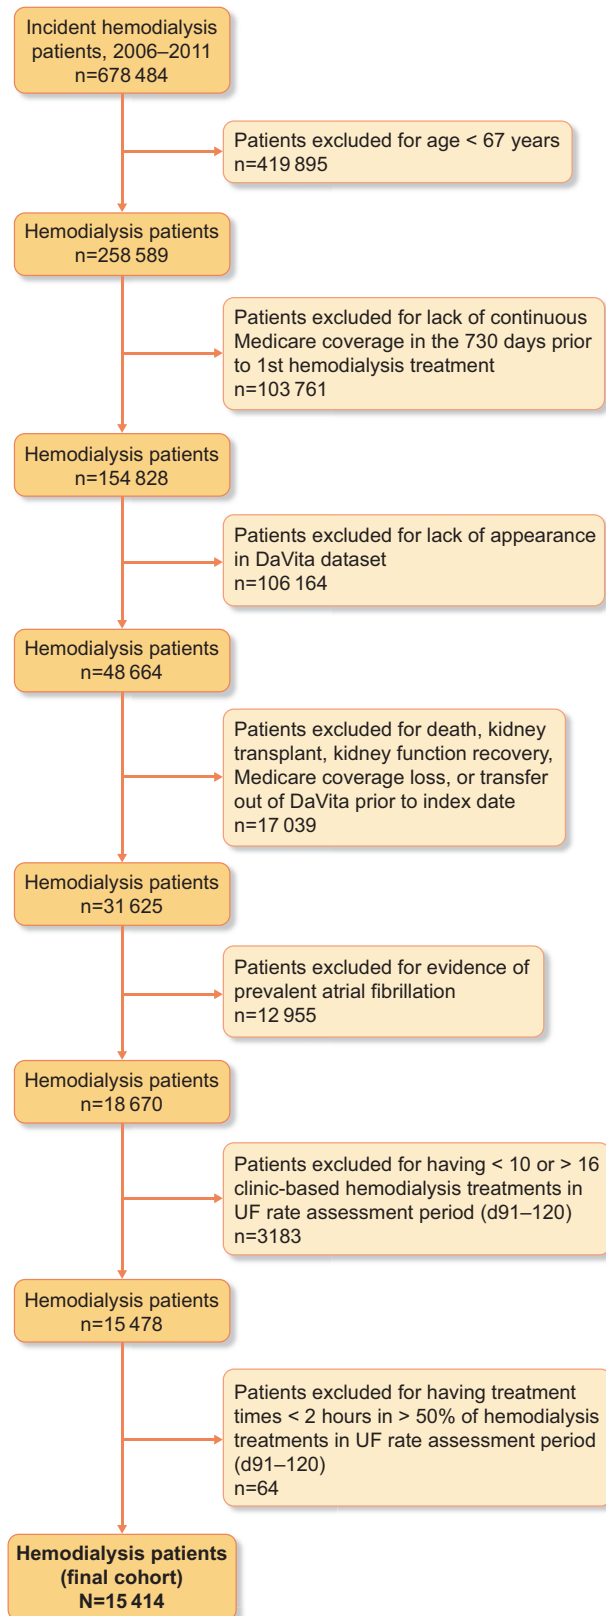 Incident hemodialysis
patients, 2006–2011
n=678 484
Patients excluded for age < 67 years
n=419 895
Hemodialysis patients
n=258 589
Patients excluded for lack of continuous
Medicare coverage in the 730 days prior
to 1st hemodialysis treatment
n=103 761
Hemodialysis patients
n=154 828
Patients excluded for lack of appearance
in DaVita dataset
n=106 164
Hemodialysis patients
n=48 664
Patients excluded for death, kidney
transplant, kidney function recovery,
Medicare coverage loss, or transfer
out of DaVita prior to index date
n=17 039
Hemodialysis patients
n=31 625
Patients excluded for evidence of
prevalent atrial fibrillation
n=12 955
Hemodialysis patients
n=18 670
Patients excluded for having < 10 or > 16
clinic-based hemodialysis treatments in
UF rate assessment period (d91–120)
n=3183
Hemodialysis patients
n=15 478
Patients excluded for having treatment
times < 2 hours in > 50% of hemodialysis
treatments in UF rate assessment period
(d91–120)
n=64
Hemodialysis patients
(final cohort)
N=15 414